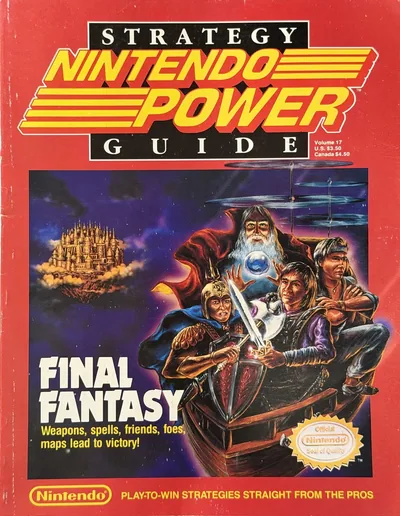 STRATEGY
NINTENDO
POWER
GUIDE
Volume 17
U.S. $3.50
Canada $4.50
FINAL
FANTASY
Weapons, spells, friends, foes,
maps lead to victory!
Official
Nintendo
Seal of Quality
TM
Nintendo®
PLAY-TO-WIN STRATEGIES STRAIGHT FROM THE PROS